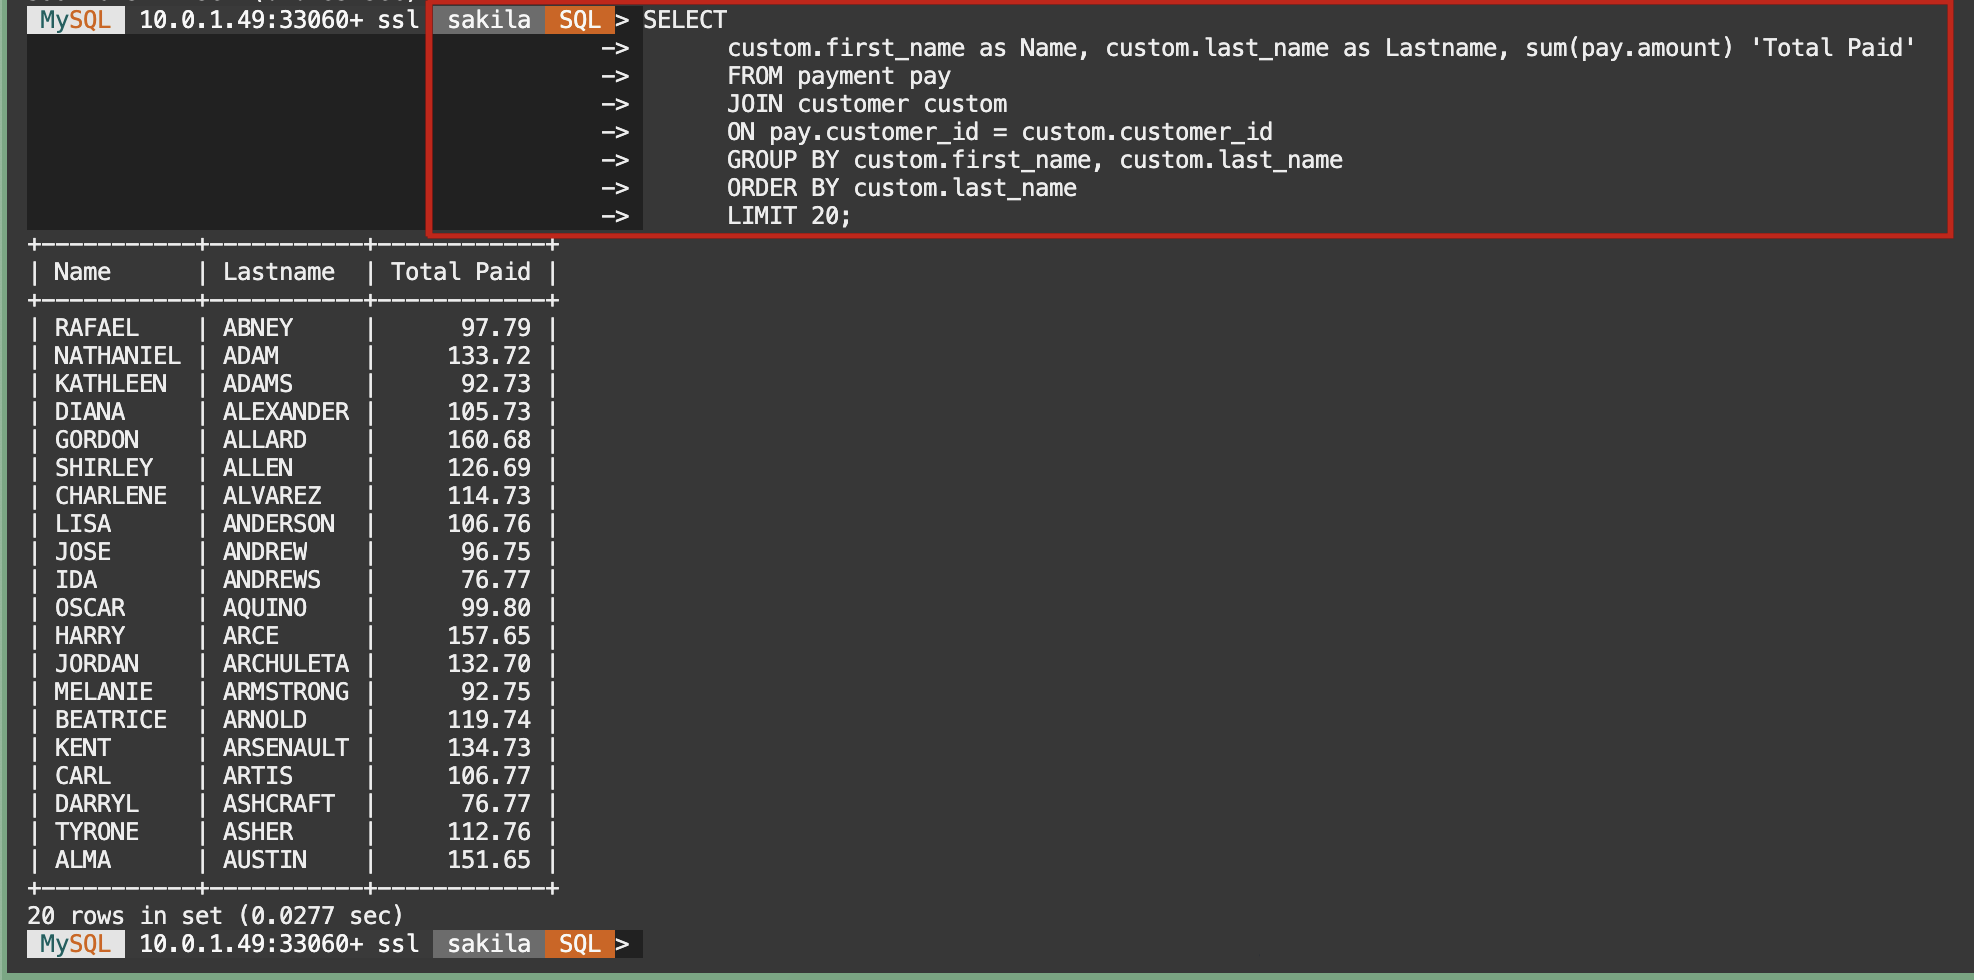 MySQL 10.0.1.49:33060+ ssl sakila SQL > SELECT
-> custom.first_name as Name, custom.last_name as Lastname, sum(pay.amount) 'Total Paid'
-> FROM payment pay
-> JOIN customer custom
-> ON pay.customer_id = custom.customer_id
-> GROUP BY custom.first_name, custom.last_name
-> ORDER BY custom.last_name
-> LIMIT 20;
+-----------+-----------+------------+
| Name | Lastname | Total Paid |
+-----------+-----------+------------+
| RAFAEL | ABNEY | 97.79 |
| NATHANIEL | ADAM | 133.72 |
| KATHLEEN | ADAMS | 92.73 |
| DIANA | ALEXANDER | 105.73 |
| GORDON | ALLARD | 160.68 |
| SHIRLEY | ALLEN | 126.69 |
| CHARLENE | ALVAREZ | 114.73 |
| LISA | ANDERSON | 106.76 |
| JOSE | ANDREW | 96.75 |
| IDA | ANDREWS | 76.77 |
| OSCAR | AQUINO | 99.80 |
| HARRY | ARCE | 157.65 |
| JORDAN | ARCHULETA | 132.70 |
| MELANIE | ARMSTRONG | 92.75 |
| BEATRICE | ARNOLD | 119.74 |
| KENT | ARSENAULT | 134.73 |
| CARL | ARTIS | 106.77 |
| DARRYL | ASHCRAFT | 76.77 |
| TYRONE | ASHER | 112.76 |
| ALMA | AUSTIN | 151.65 |
+-----------+-----------+------------+
20 rows in set (0.0277 sec)
MySQL 10.0.1.49:33060+ ssl sakila SQL >